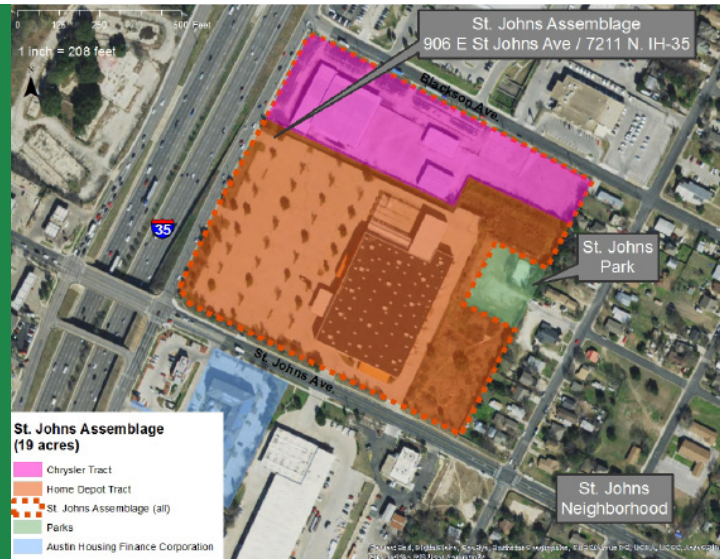 0 125 250 500 Feet
1 inch = 208 feet
St. Johns Assemblage
906 E St Johns Ave / 7211 N. IH-35
Blackson Ave.
35
St. Johns
Park
St. Johns Ave.
St. Johns Assemblage
(19 acres)
Chrysler Tract
Home Depot Tract
St. Johns Assemblage (all)
Parks
Austin Housing Finance Corporation
St. Johns
Neighborhood